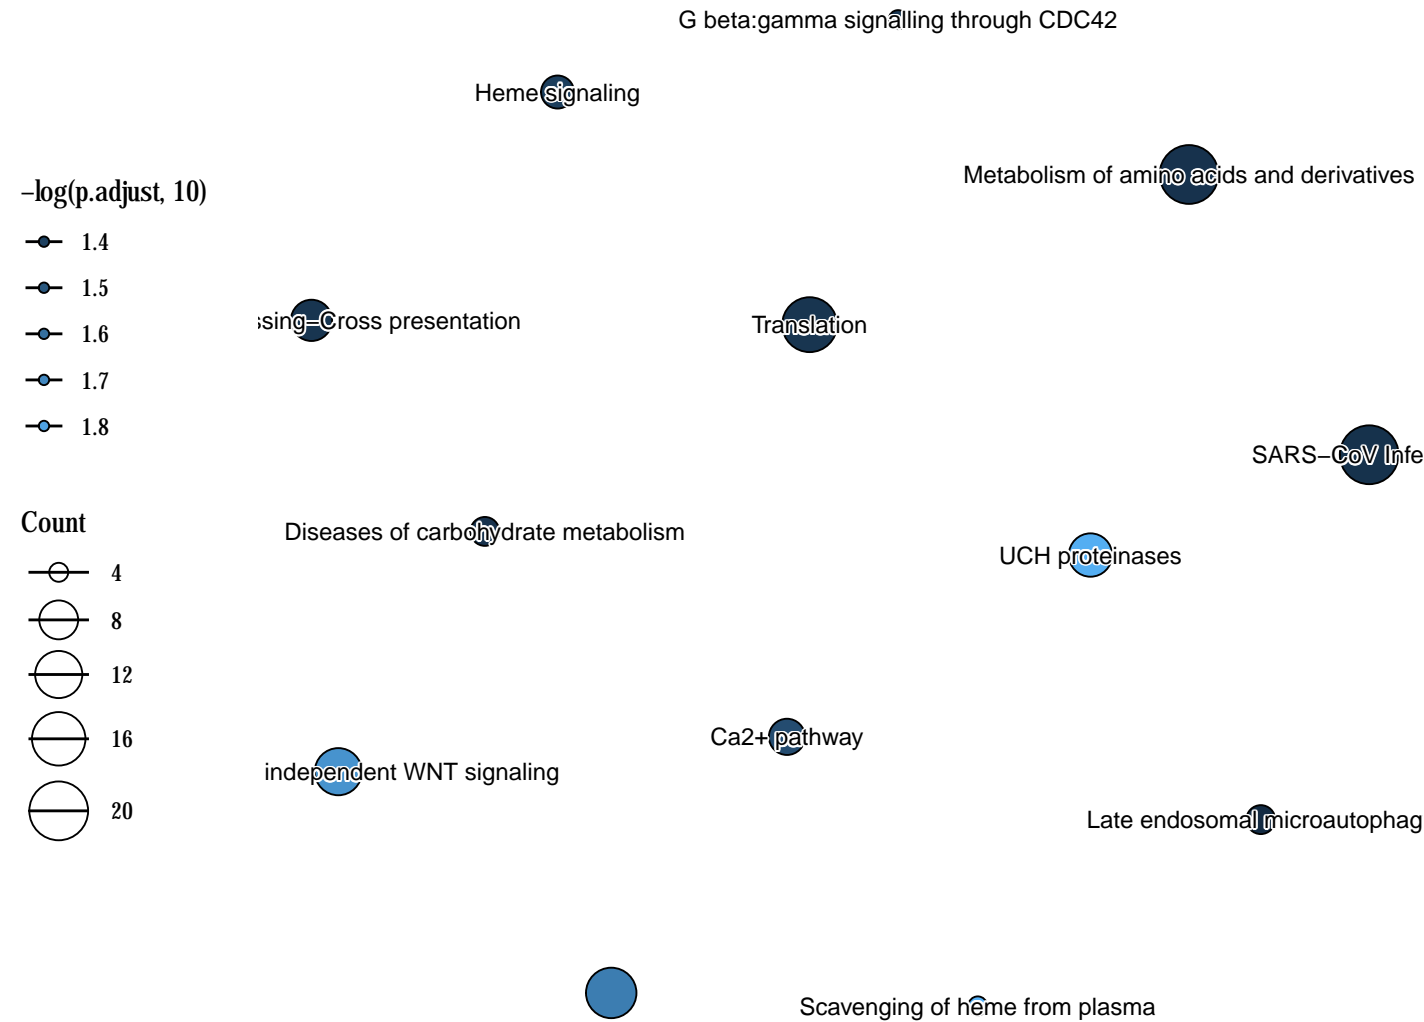 G beta:gamma signalling through CDC42
Heme signaling
Metabolism of amino acids and derivatives
–log(p.adjust, 10)
1.4
1.5
1.6
1.7
1.8
ssing–Cross presentation
Translation
SARS–CoV Infe
Count
4
8
12
16
20
Diseases of carbohydrate metabolism
UCH proteinases
Ca2+ pathway
independent WNT signaling
Late endosomal microautophag
Scavenging of heme from plasma